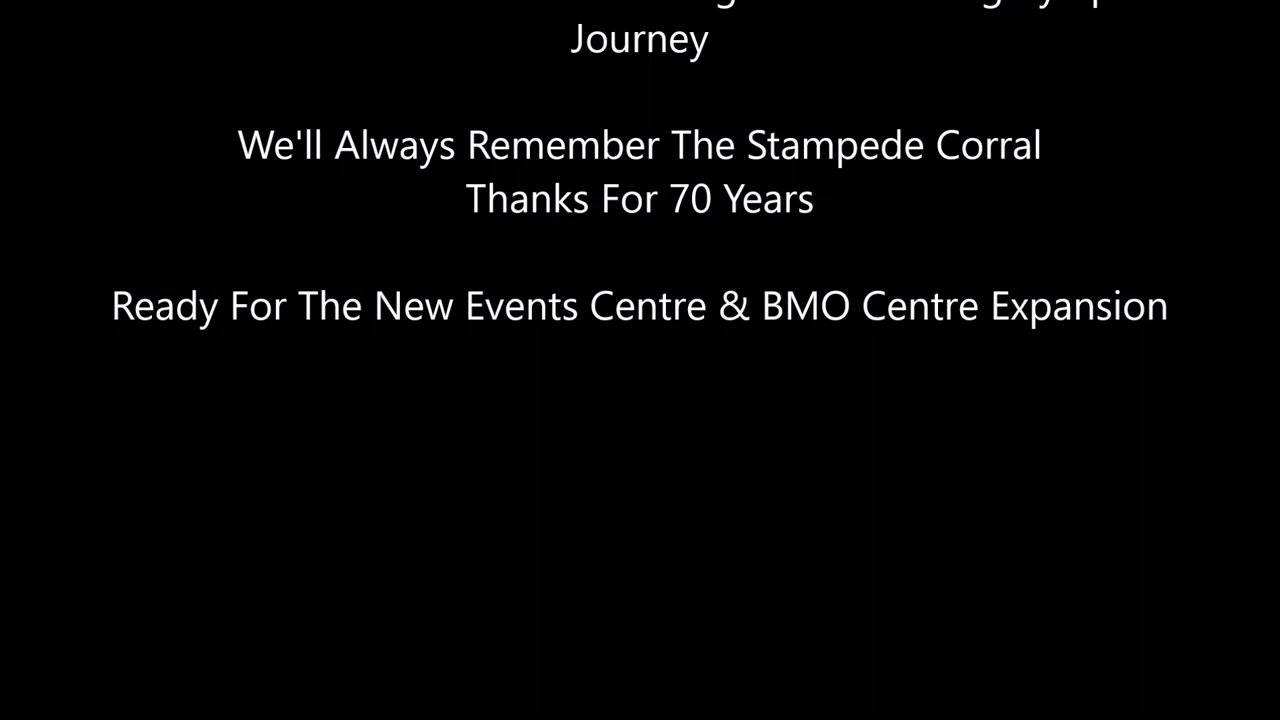 Journey
We'll Always Remember The Stampede Corral
Thanks For 70 Years
Ready For The New Events Centre & BMO Centre Expansion